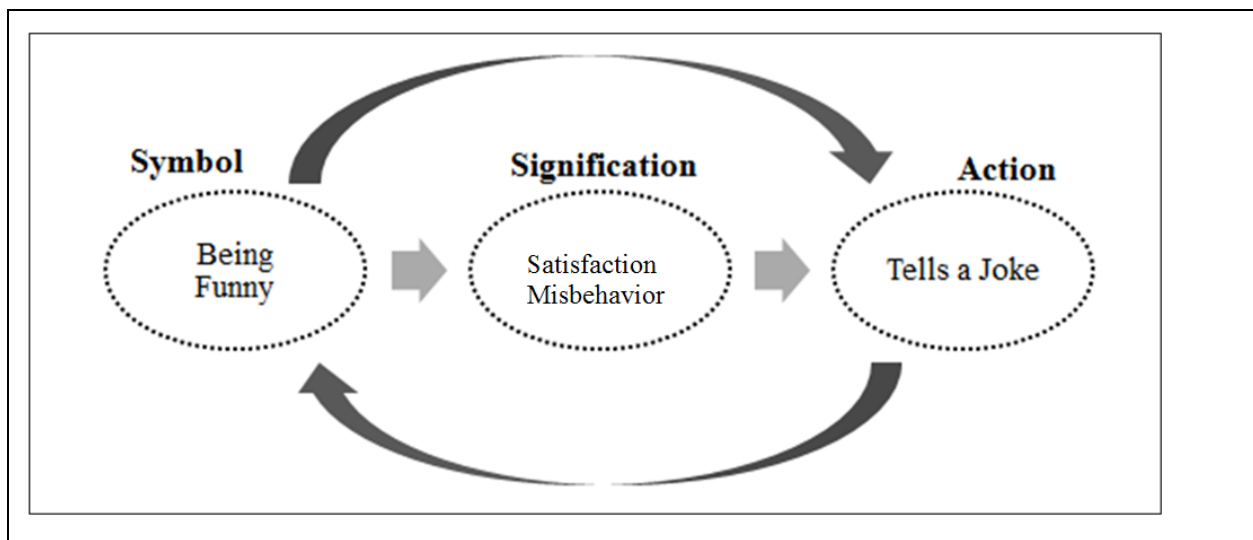 Symbol
Signification
Action
Being
Funny
Satisfaction
Misbehavior
Tells a Joke